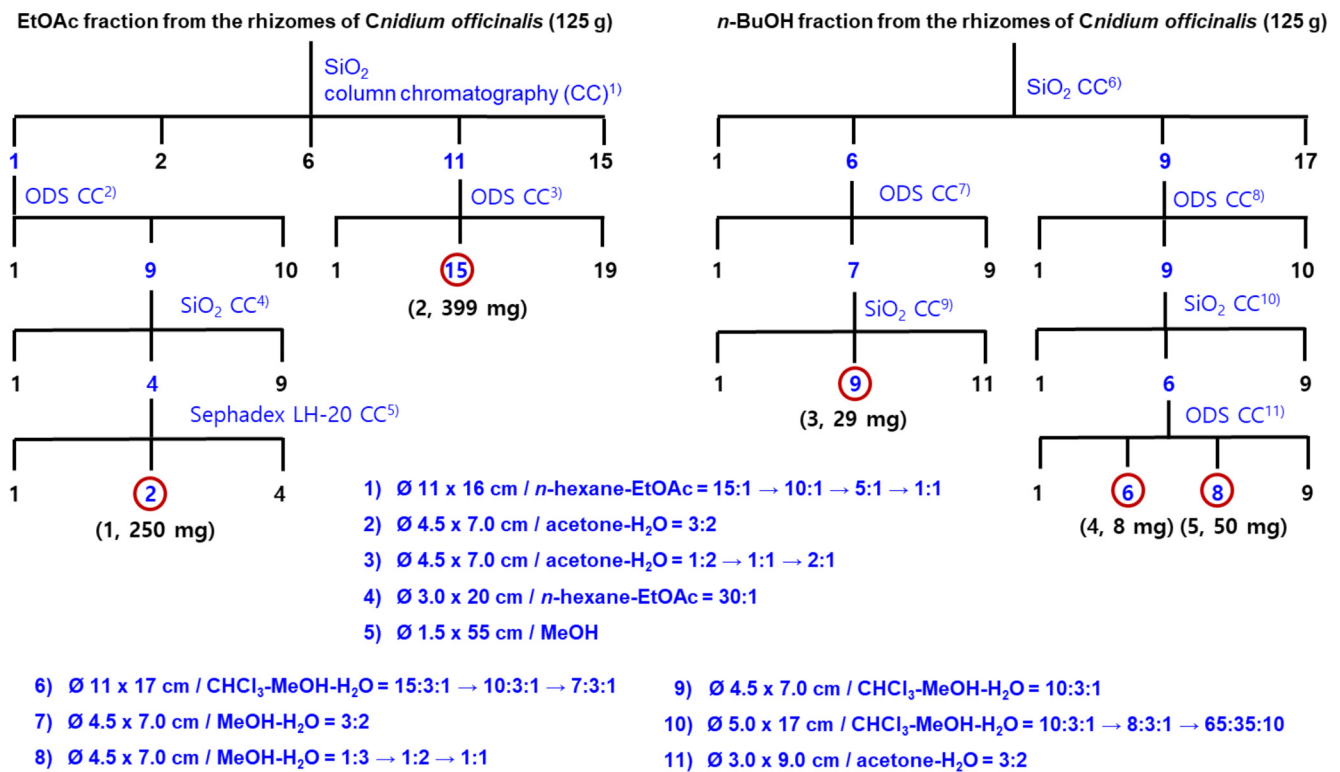 EtOAc fraction from the rhizomes of Cnidium officinalis (125 g)
SiO₂
column chromatography (CC)¹⁾
1 2 6 11 15
ODS CC²⁾ ODS CC³⁾
1 9 10 1 15 19
(2, 399 mg)
SiO₂ CC⁴⁾
1 4 9
Sephadex LH-20 CC⁵⁾
1 2 4
(1, 250 mg)
n-BuOH fraction from the rhizomes of Cnidium officinalis (125 g)
SiO₂ CC⁶⁾
1 6 9 17
ODS CC⁷⁾ ODS CC⁸⁾
1 7 9 1 9 10
SiO₂ CC⁹⁾ SiO₂ CC¹⁰⁾
1 9 11 1 6 9
(3, 29 mg)
ODS CC¹¹⁾
1 6 8 9
(4, 8 mg) (5, 50 mg)
1) Ø 11 x 16 cm / n-hexane-EtOAc = 15:1 → 10:1 → 5:1 → 1:1
2) Ø 4.5 x 7.0 cm / acetone-H₂O = 3:2
3) Ø 4.5 x 7.0 cm / acetone-H₂O = 1:2 → 1:1 → 2:1
4) Ø 3.0 x 20 cm / n-hexane-EtOAc = 30:1
5) Ø 1.5 x 55 cm / MeOH
6) Ø 11 x 17 cm / CHCl₃-MeOH-H₂O = 15:3:1 → 10:3:1 → 7:3:1
7) Ø 4.5 x 7.0 cm / MeOH-H₂O = 3:2
8) Ø 4.5 x 7.0 cm / MeOH-H₂O = 1:3 → 1:2 → 1:1
9) Ø 4.5 x 7.0 cm / CHCl₃-MeOH-H₂O = 10:3:1
10) Ø 5.0 x 17 cm / CHCl₃-MeOH-H₂O = 10:3:1 → 8:3:1 → 65:35:10
11) Ø 3.0 x 9.0 cm / acetone-H₂O = 3:2